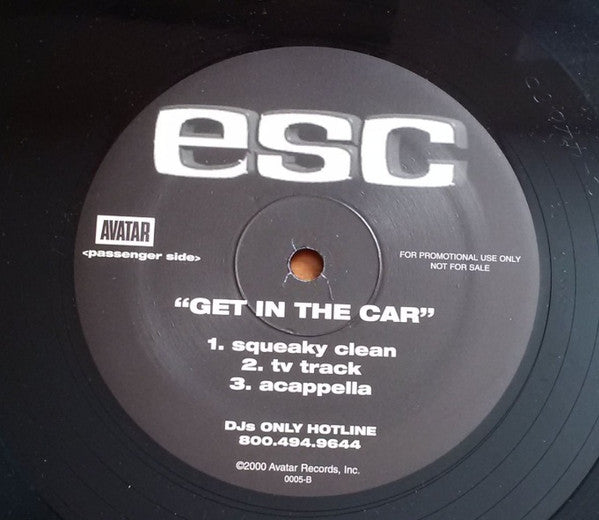 esc
AVATAR
<passenger side>
FOR PROMOTIONAL USE ONLY
NOT FOR SALE
“GET IN THE CAR”
1. squeaky clean
2. tv track
3. acappella
DJs ONLY HOTLINE
800.494.9644
©2000 Avatar Records, Inc.
0005-B